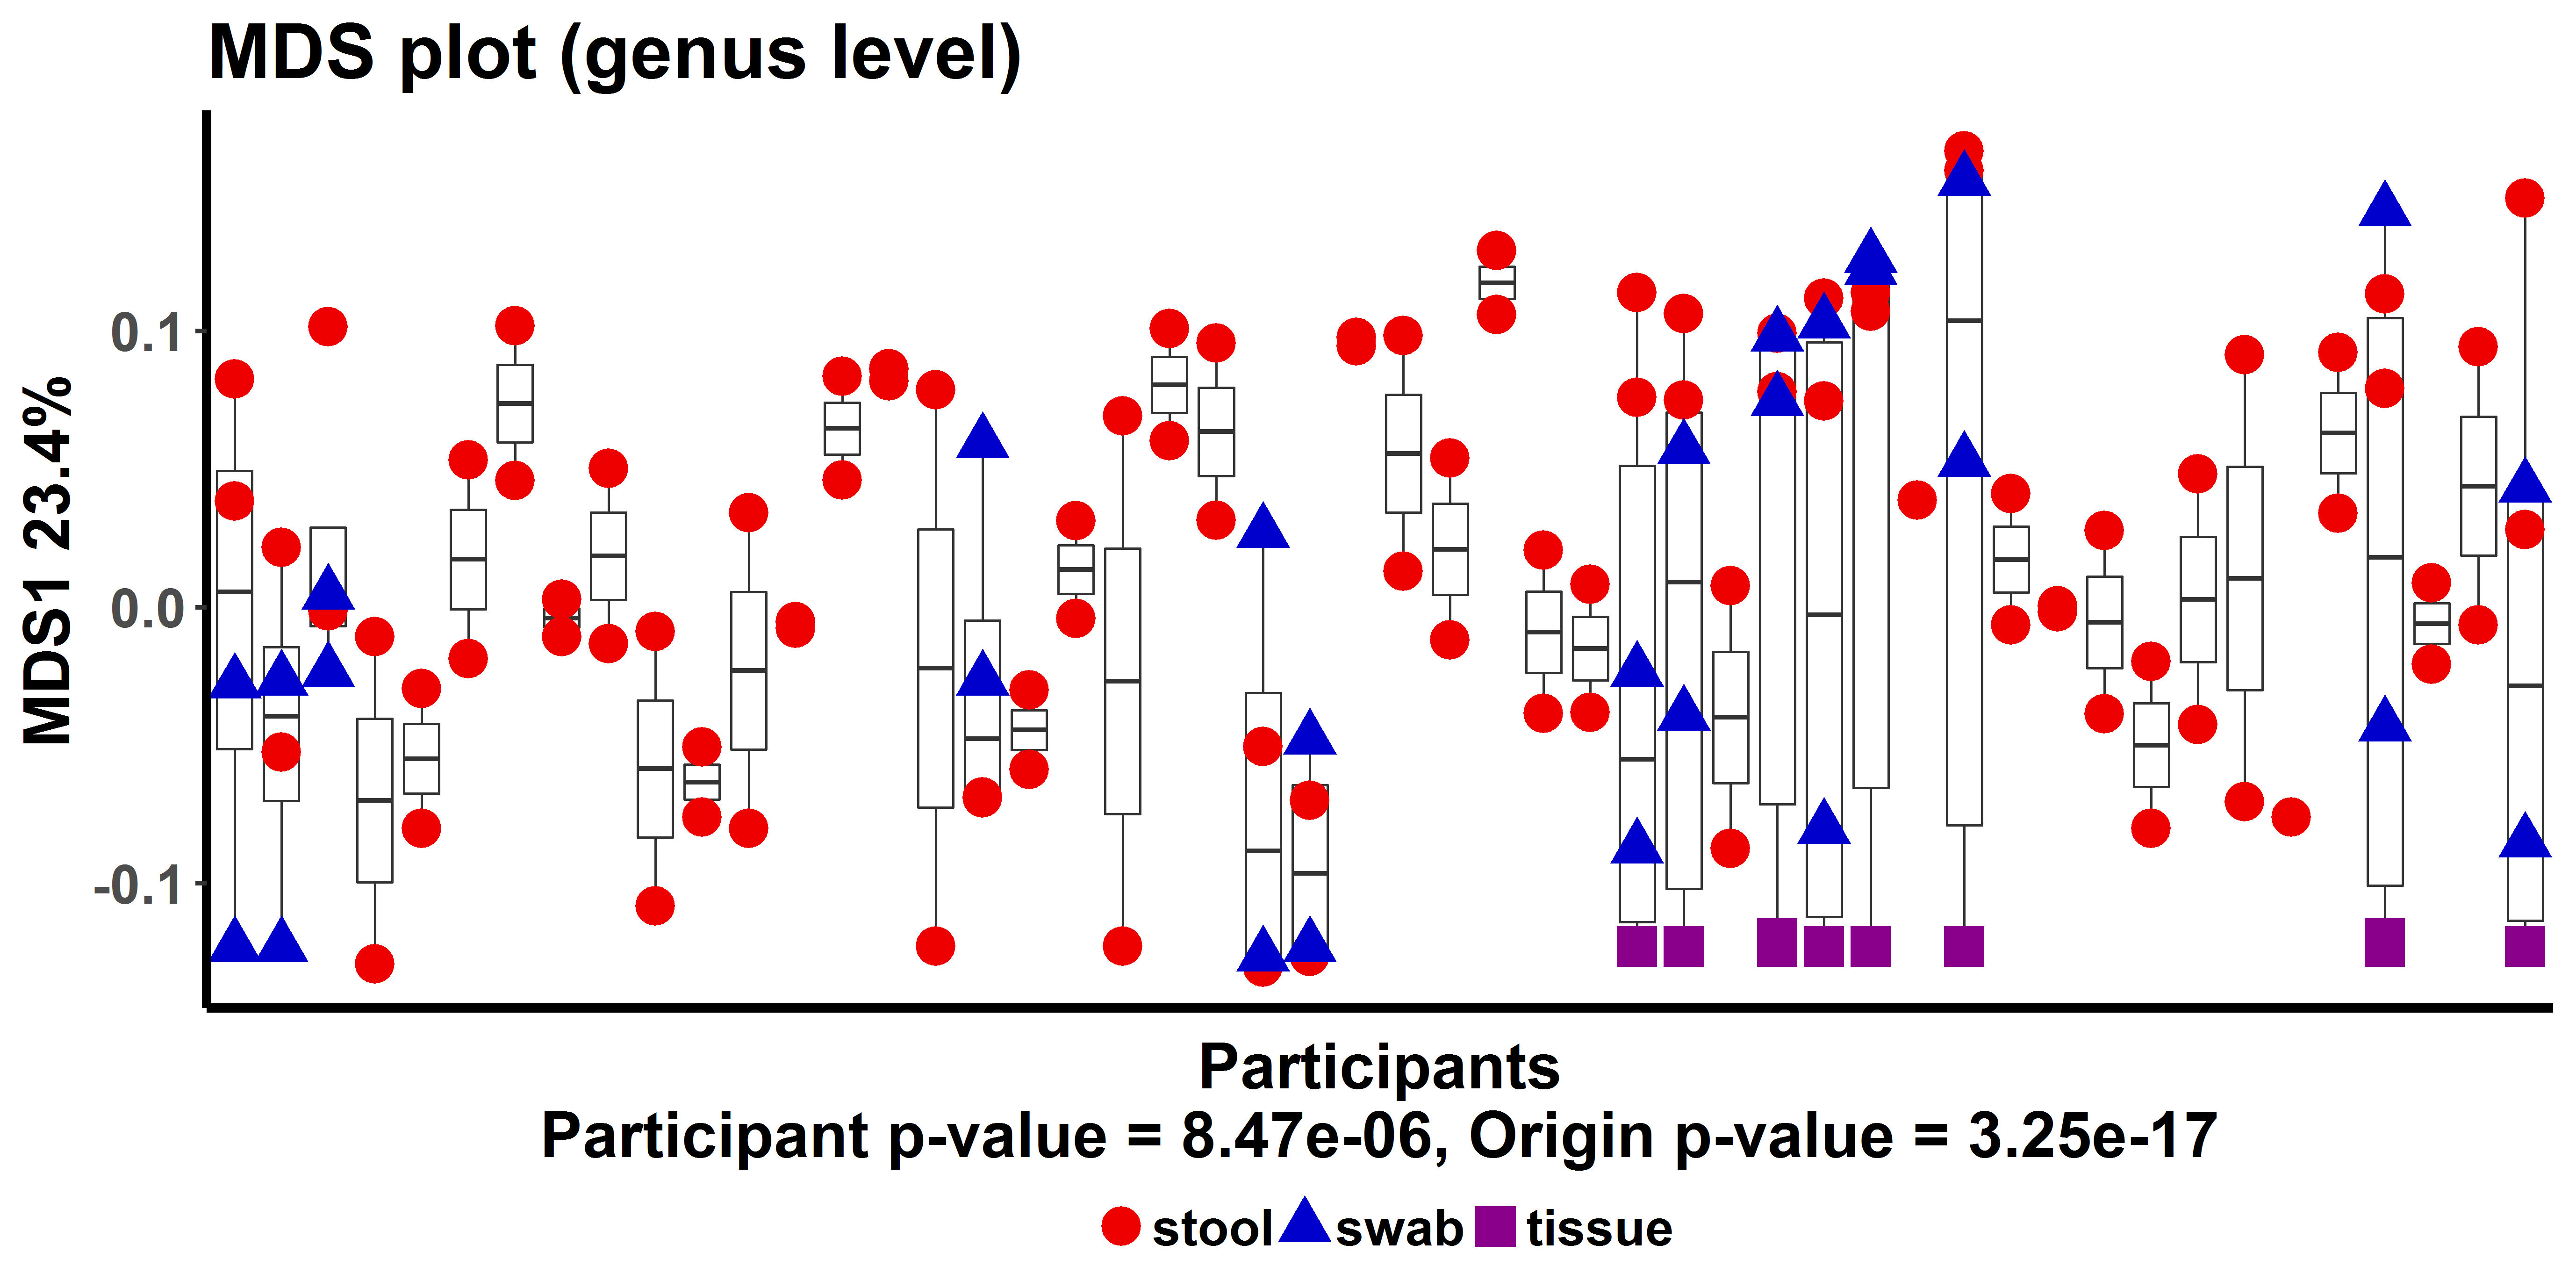 MDS plot (genus level)
MDS1 23.4%
0.1
0.0
-0.1
Participants
Participant p-value = 8.47e-06, Origin p-value = 3.25e-17
stool swab tissue